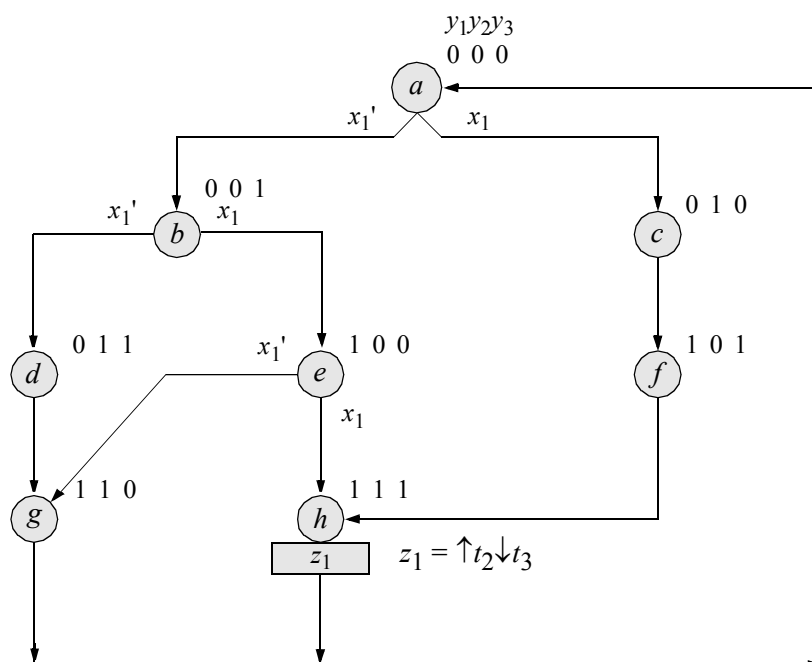 y₁y₂y₃
0 0 0
a
x₁' x₁
0 0 1
x₁' x₁
b
0 1 0
c
0 1 1
x₁'
1 0 0
1 0 1
d
e
f
x₁
1 1 0
1 1 1
g
h
z₁
z₁ = ↑t₂↓t₃